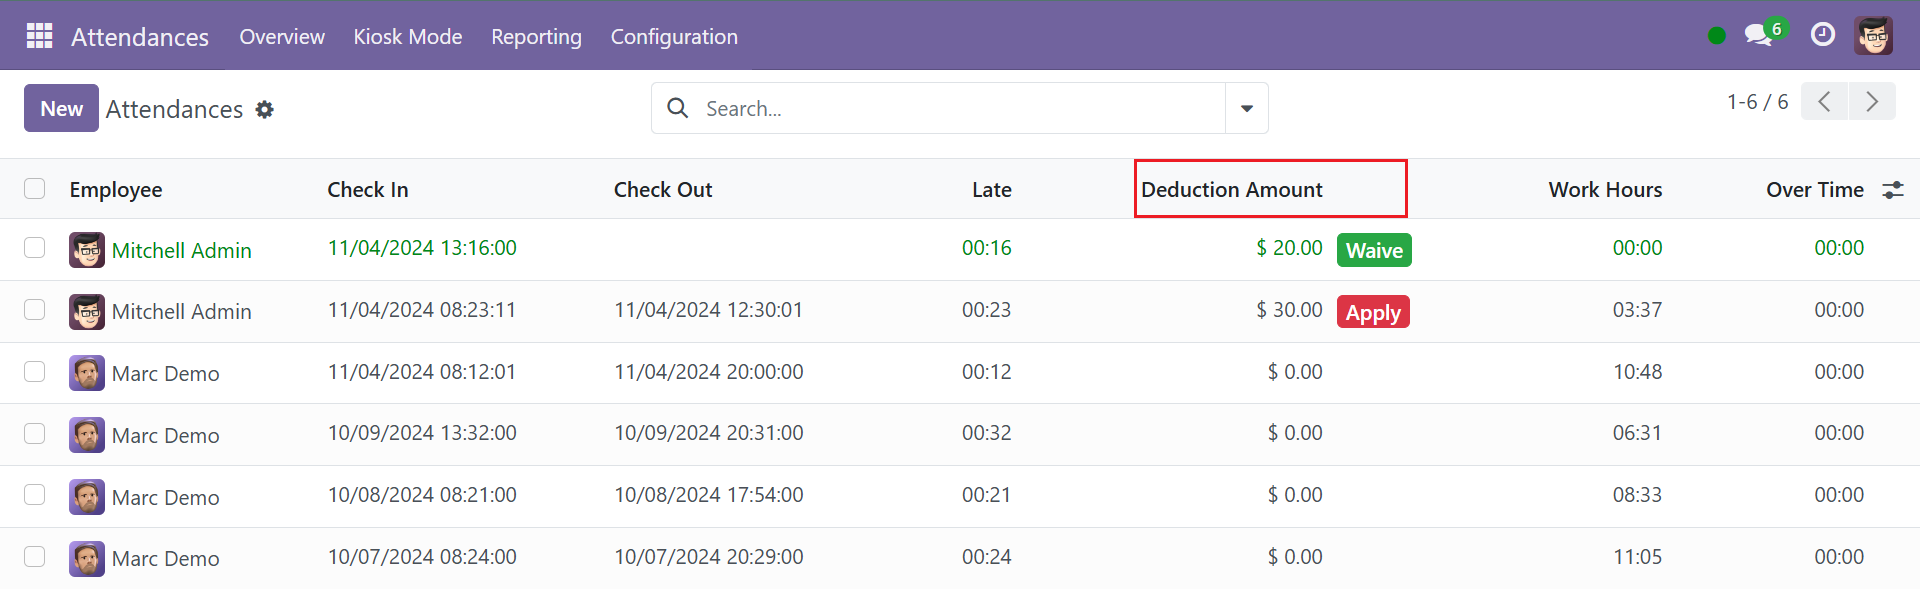 Attendances Overview Kiosk Mode Reporting Configuration 6
New Attendances Search... 1-6 / 6
Employee Check In Check Out Late Deduction Amount Work Hours Over Time
Mitchell Admin 11/04/2024 13:16:00 00:16 $ 20.00 Waive 00:00 00:00
Mitchell Admin 11/04/2024 08:23:11 11/04/2024 12:30:01 00:23 $ 30.00 Apply 03:37 00:00
Marc Demo 11/04/2024 08:12:01 11/04/2024 20:00:00 00:12 $ 0.00 10:48 00:00
Marc Demo 10/09/2024 13:32:00 10/09/2024 20:31:00 00:32 $ 0.00 06:31 00:00
Marc Demo 10/08/2024 08:21:00 10/08/2024 17:54:00 00:21 $ 0.00 08:33 00:00
Marc Demo 10/07/2024 08:24:00 10/07/2024 20:29:00 00:24 $ 0.00 11:05 00:00